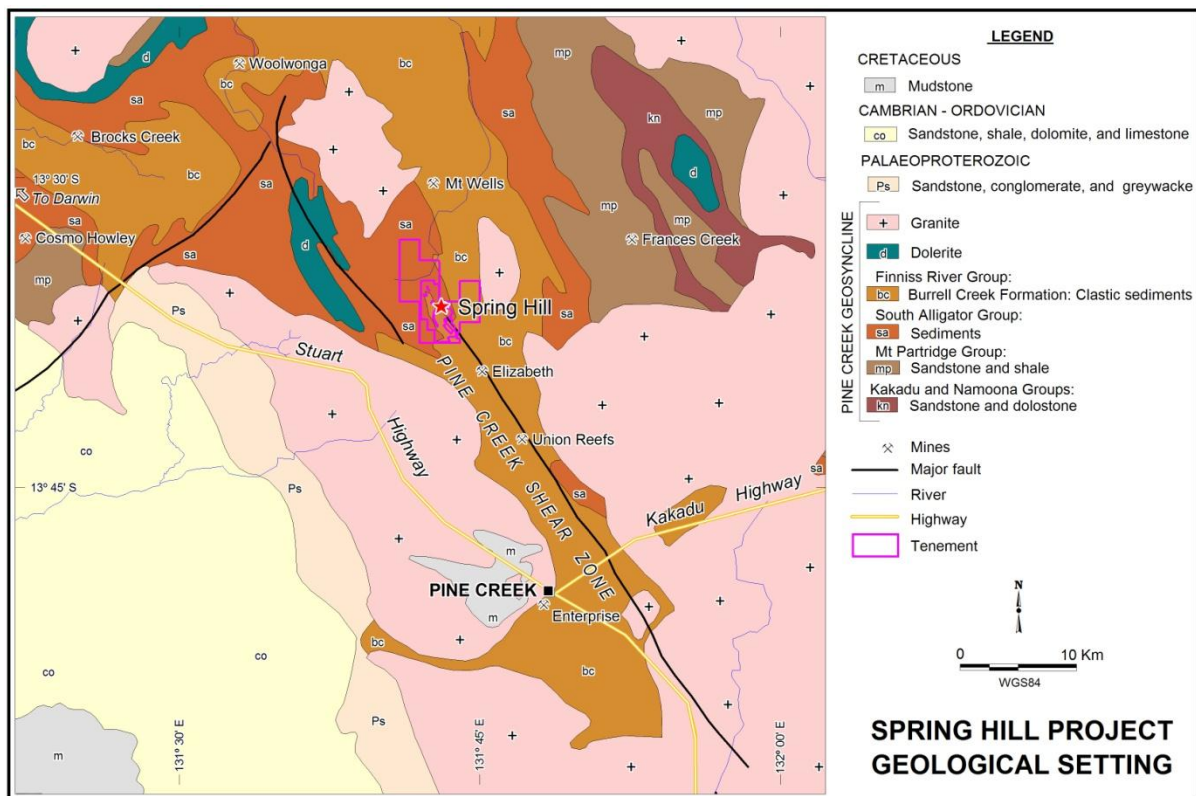 Woolwonga
Brocks Creek
13° 30' S
To Darwin
Cosmo Howley
Mt Wells
Frances Creek
Spring Hill
Elizabeth
Union Reefs
PINE CREEK SHEAR ZONE
Stuart
Highway
13° 45' S
Kakadu Highway
PINE CREEK
Enterprise
131° 30' E
131° 45' E
132° 00' E
+
d
sa
bc
mp
kn
Ps
co
m
LEGEND
CRETACEOUS
m Mudstone
CAMBRIAN - ORDOVICIAN
co Sandstone, shale, dolomite, and limestone
PALAEOPROTEROZOIC
Ps Sandstone, conglomerate, and greywacke
PINE CREEK GEOSYNCLINE
+ Granite
d Dolerite
Finniss River Group:
bc Burrell Creek Formation: Clastic sediments
South Alligator Group:
sa Sediments
Mt Partridge Group:
mp Sandstone and shale
Kakadu and Namoona Groups:
kn Sandstone and dolostone
Mines
Major fault
River
Highway
Tenement
N
0 10 Km
WGS84
SPRING HILL PROJECT
GEOLOGICAL SETTING